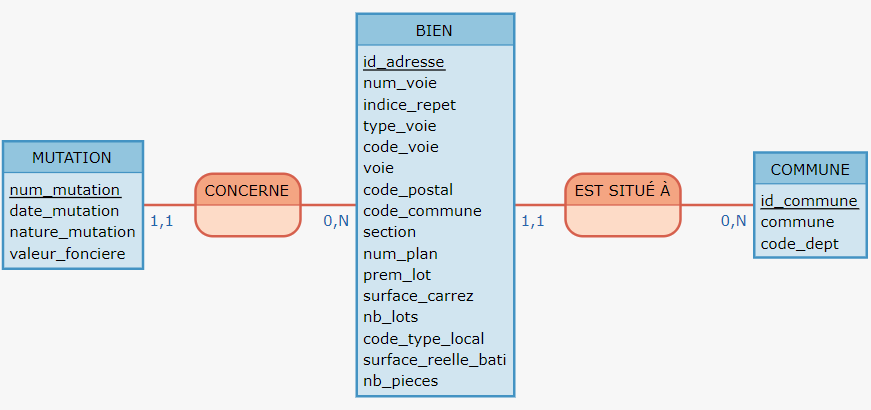 MUTATION
num_mutation
date_mutation
nature_mutation
valeur_fonciere
1,1
CONCERNE
0,N
BIEN
id_adresse
num_voie
indice_repet
type_voie
code_voie
voie
code_postal
code_commune
section
num_plan
prem_lot
surface_carrez
nb_lots
code_type_local
surface_reelle_bati
nb_pieces
1,1
EST SITUÉ À
0,N
COMMUNE
id_commune
commune
code_dept